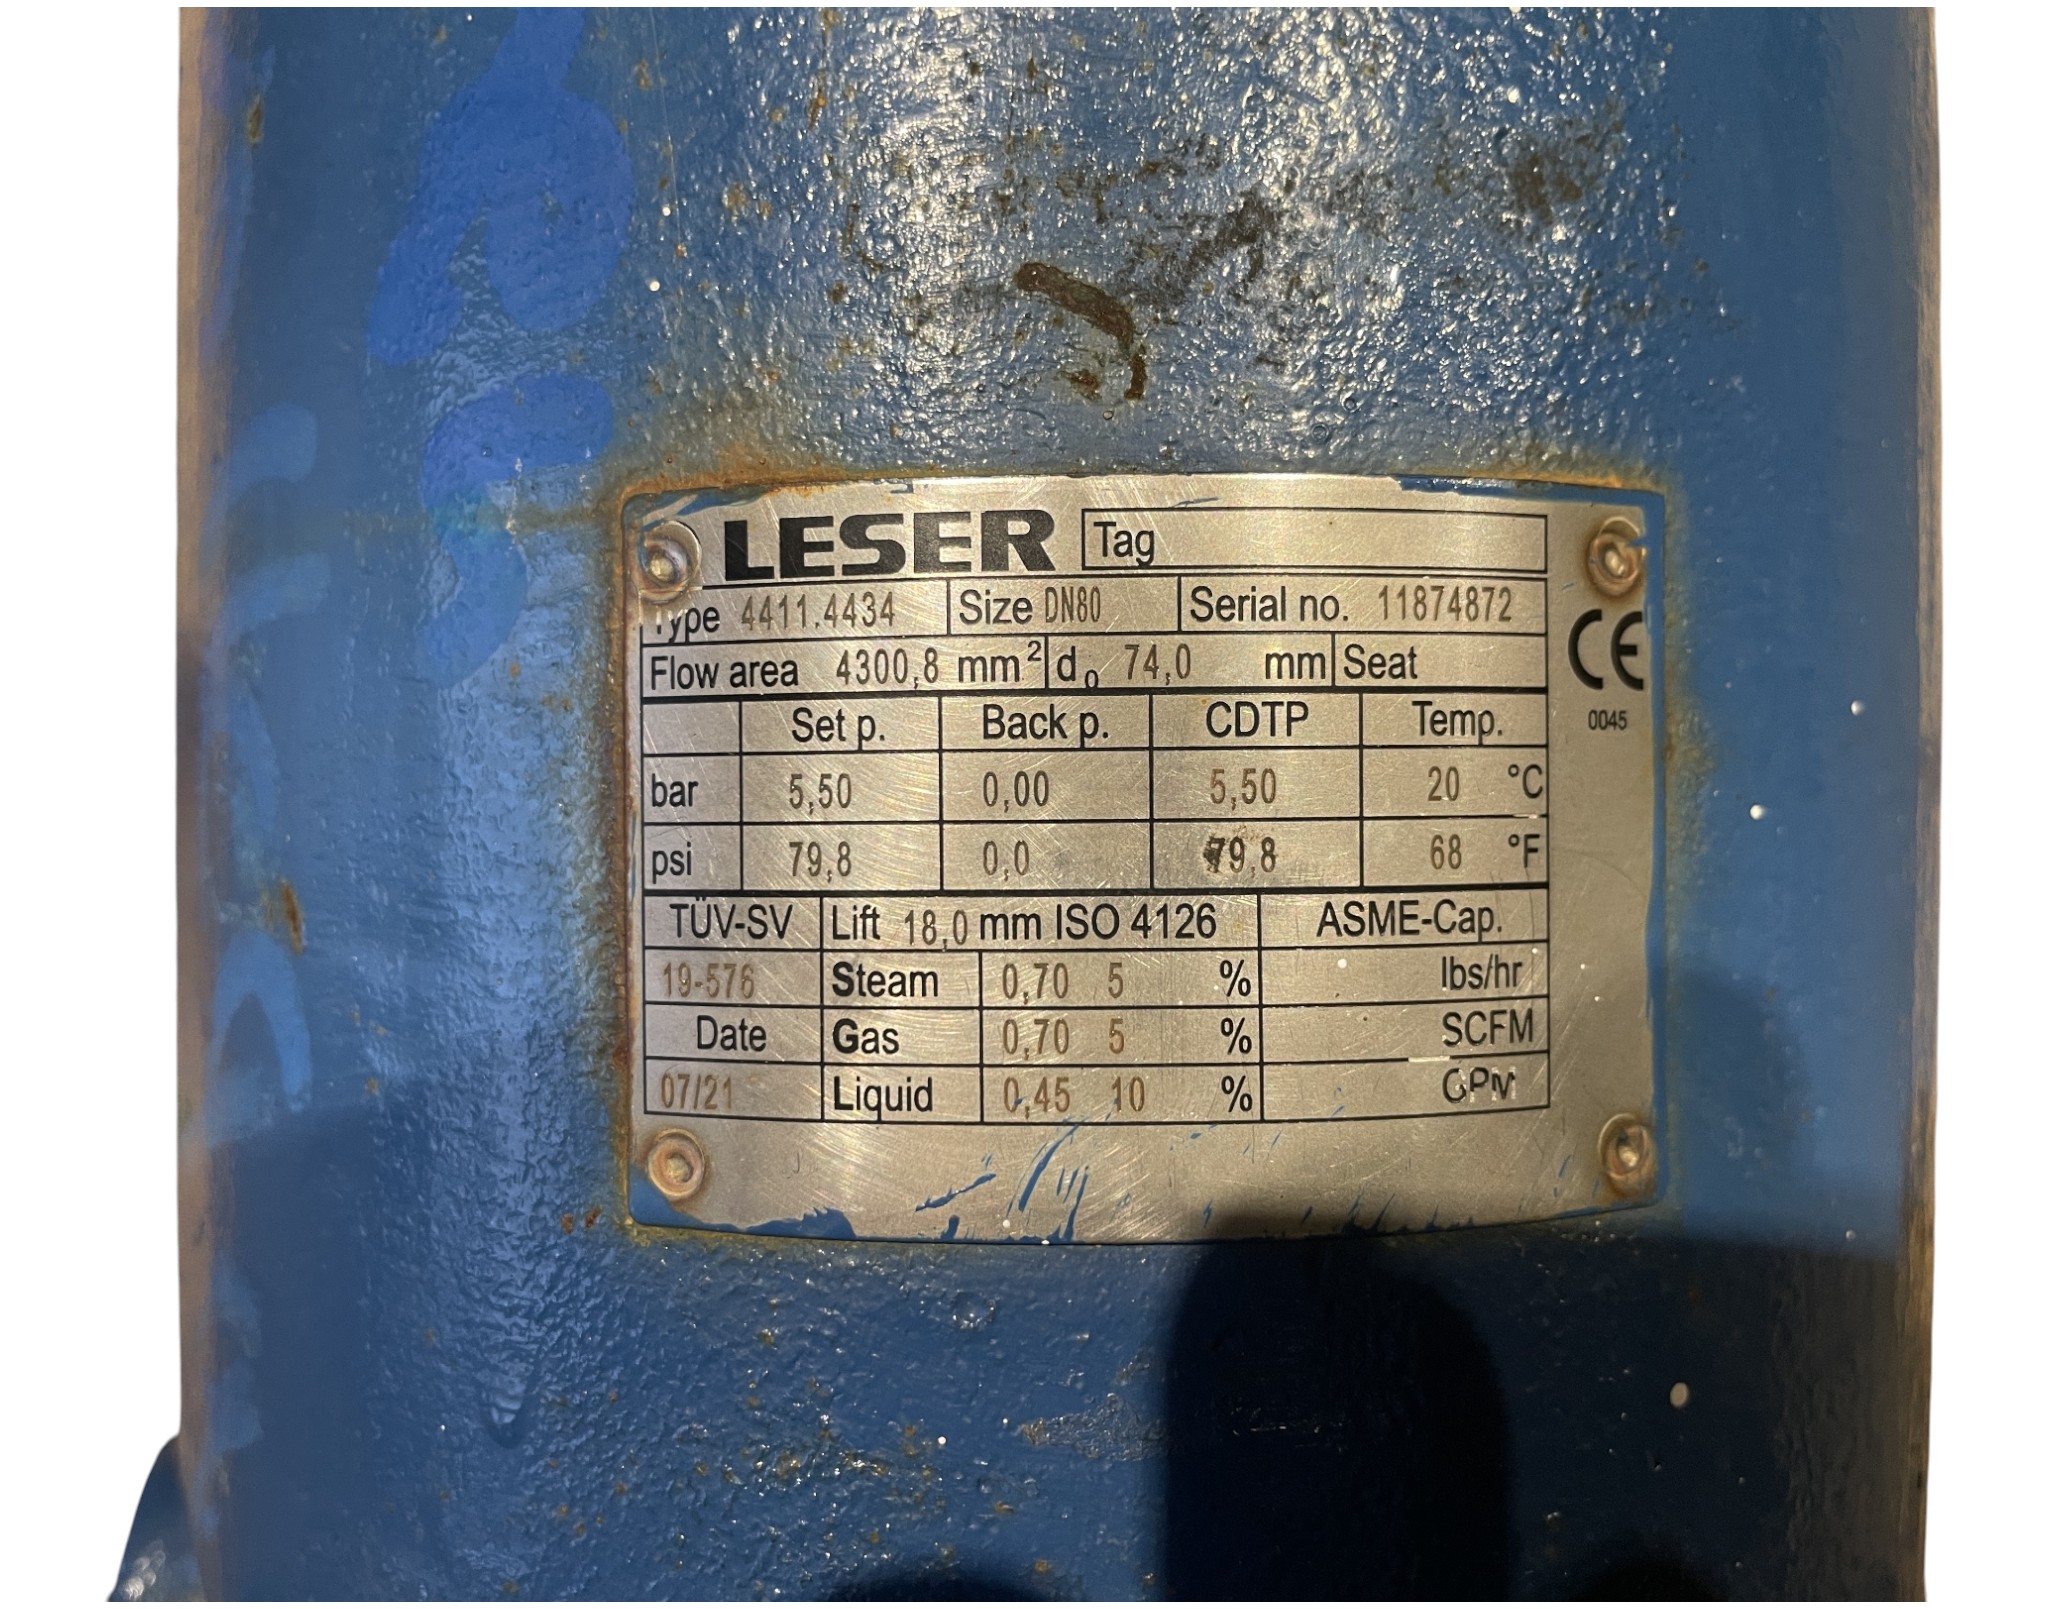 LESER Tag
Type 4411.4434 Size DN80 Serial no. 11874872
CE
Flow area 4300,8 mm² d₀ 74,0 mm Seat
0045
Set p. Back p. CDTP Temp.
bar 5,50 0,00 5,50 20 °C
psi 79,8 0,0 79,8 68 °F
TÜV-SV Lift 18,0 mm ISO 4126 ASME-Cap.
19-576 Steam 0,70 5 % lbs/hr
Date Gas 0,70 5 % SCFM
07/21 Liquid 0,45 10 % GPM